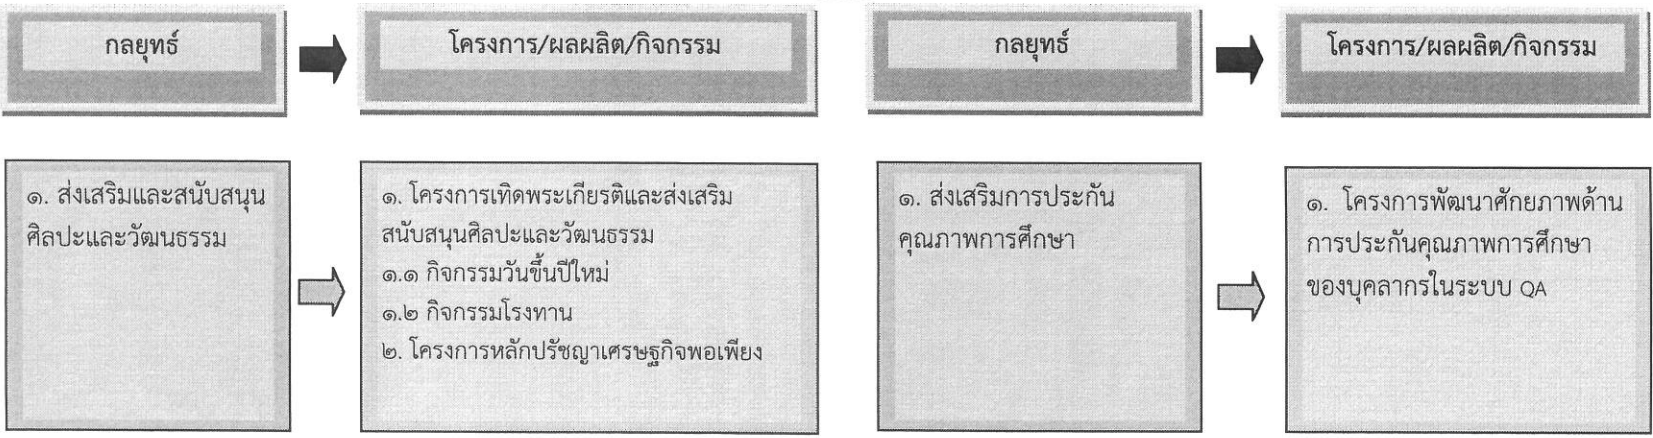 กลยุทธ์
โครงการ/ผลผลิต/กิจกรรม
กลยุทธ์
โครงการ/ผลผลิต/กิจกรรม
๑. ส่งเสริมและสนับสนุน
ศิลปะและวัฒนธรรม
๑. โครงการเทิดพระเกียรติและส่งเสริม
สนับสนุนศิลปะและวัฒนธรรม
๑.๑ กิจกรรมวันขึ้นปีใหม่
๑.๒ กิจกรรมโรงทาน
๒. โครงการหลักปรัชญาเศรษฐกิจพอเพียง
๑. ส่งเสริมการประกัน
คุณภาพการศึกษา
๑. โครงการพัฒนาศักยภาพด้าน
การประกันคุณภาพการศึกษา
ของบุคลากรในระบบ QA